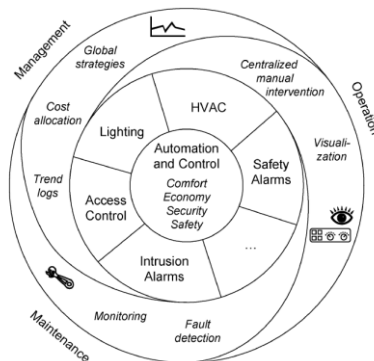 Management
Global
strategies
Centralized
manual
intervention
Operation
Cost
allocation
Lighting
HVAC
Visuali-
zation
Automation
and Control
Comfort
Economy
Security
Safety
Safety
Alarms
Trend
logs
Access
Control
Intrusion
Alarms
...
Monitoring
Fault
detection
Maintenance